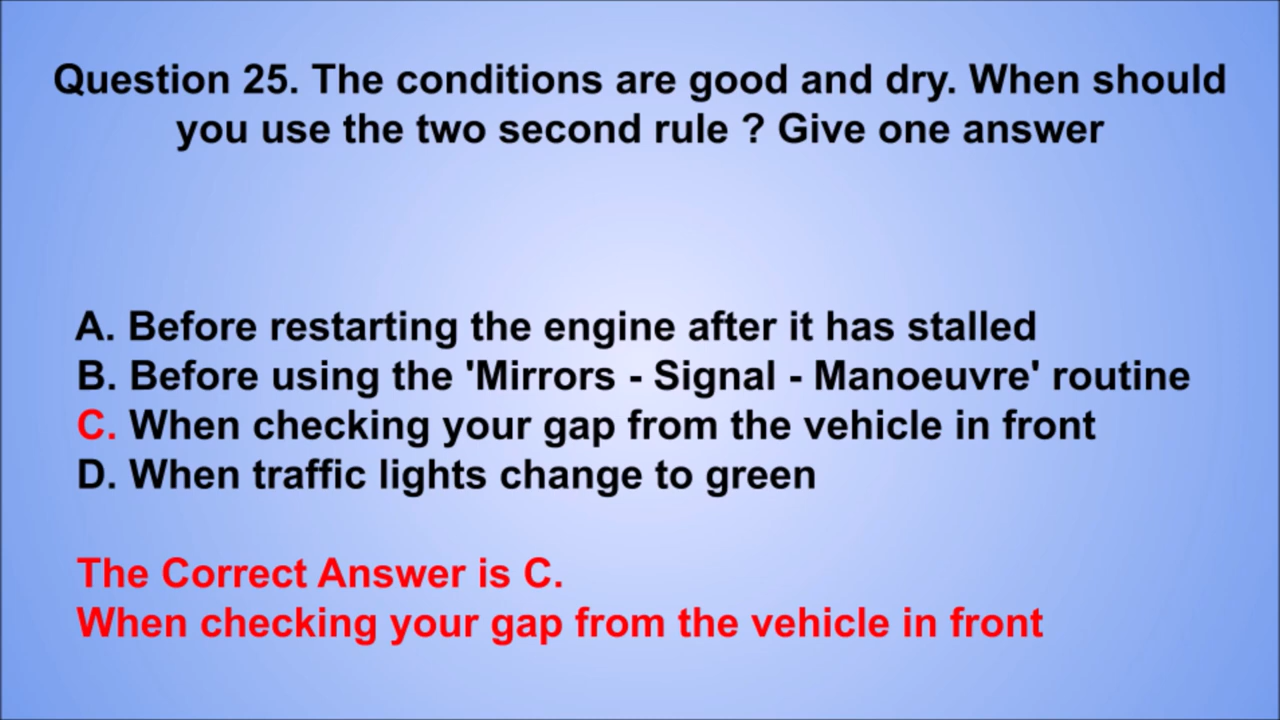 Question 25. The conditions are good and dry. When should
you use the two second rule ? Give one answer
A. Before restarting the engine after it has stalled
B. Before using the 'Mirrors - Signal - Manoeuvre' routine
C. When checking your gap from the vehicle in front
D. When traffic lights change to green
The Correct Answer is C.
When checking your gap from the vehicle in front